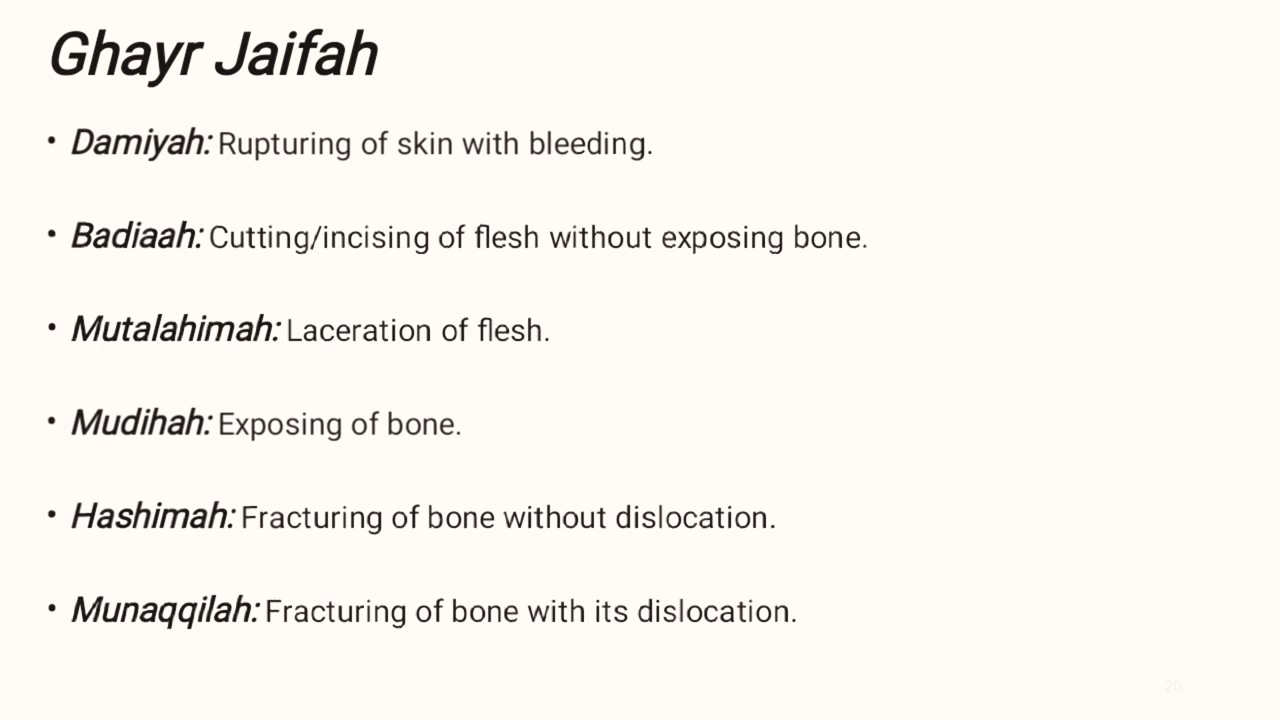 Ghayr Jaifah
• Damiyah: Rupturing of skin with bleeding.
• Badiaah: Cutting/incising of flesh without exposing bone.
• Mutalahimah: Laceration of flesh.
• Mudihah: Exposing of bone.
• Hashimah: Fracturing of bone without dislocation.
• Munaqqilah: Fracturing of bone with its dislocation.
20